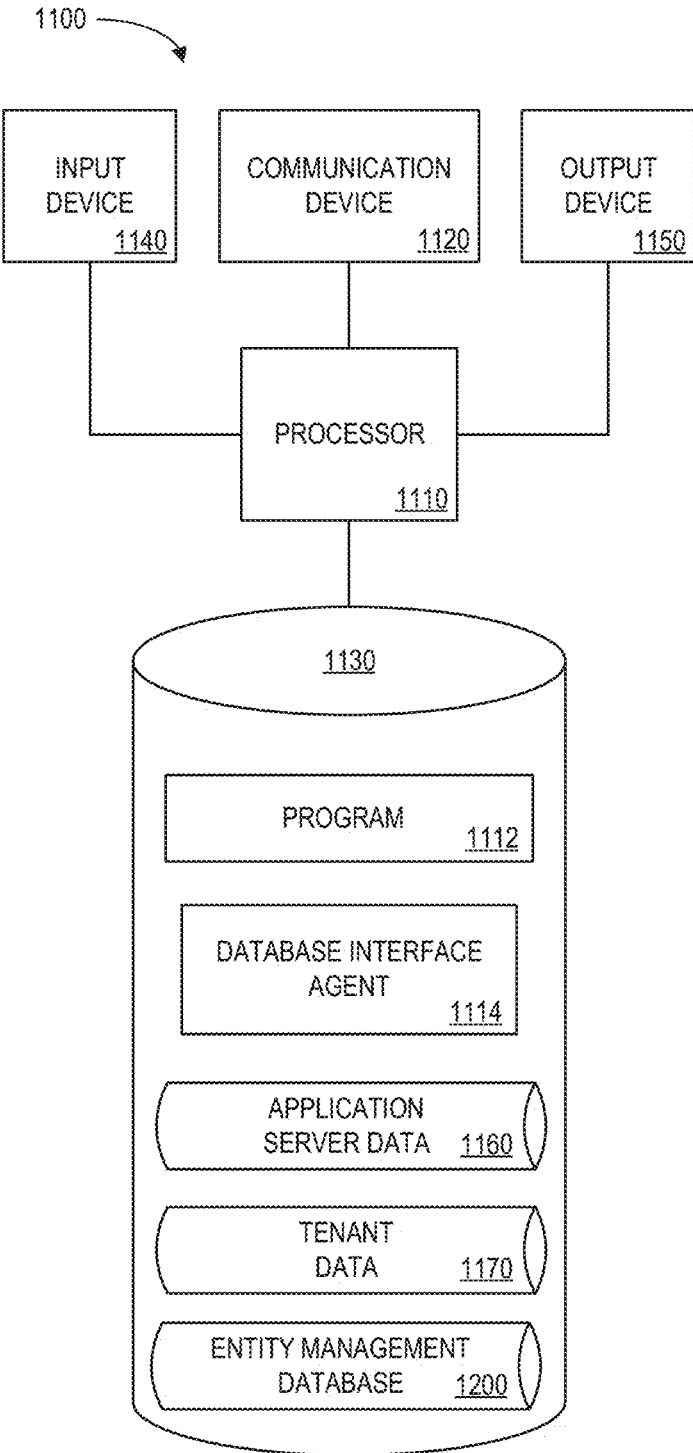 1100
INPUT
DEVICE
1140
COMMUNICATION
DEVICE
1120
OUTPUT
DEVICE
1150
PROCESSOR
1110
1130
PROGRAM
1112
DATABASE INTERFACE
AGENT
1114
APPLICATION
SERVER DATA 1160
TENANT
DATA 1170
ENTITY MANAGEMENT
DATABASE 1200